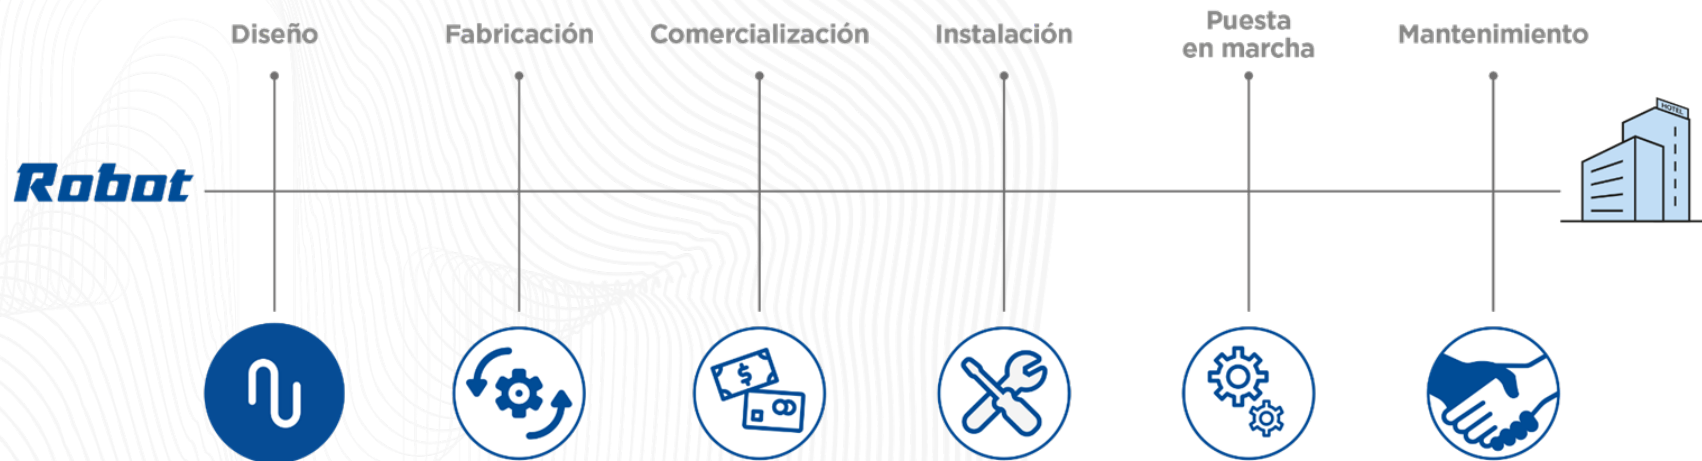 Diseño
Fabricación
Comercialización
Instalación
Puesta
en marcha
Mantenimiento
HOTEL
Robot